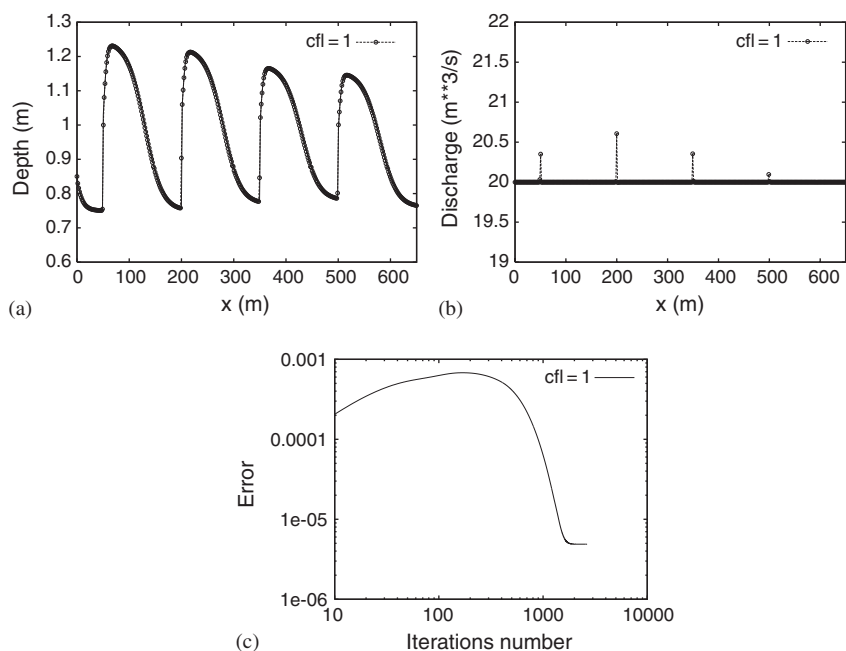 1.3
1.2
1.1
1
0.9
0.8
0.7
0.6
Depth (m)
cfl = 1
0 100 200 300 400 500 600
x (m)
(a)
22
21.5
21
20.5
20
19.5
19
Discharge (m**3/s)
cfl = 1
0 100 200 300 400 500 600
x (m)
(b)
0.001
0.0001
1e-05
1e-06
Error
cfl = 1
10 100 1000 10000
Iterations number
(c)